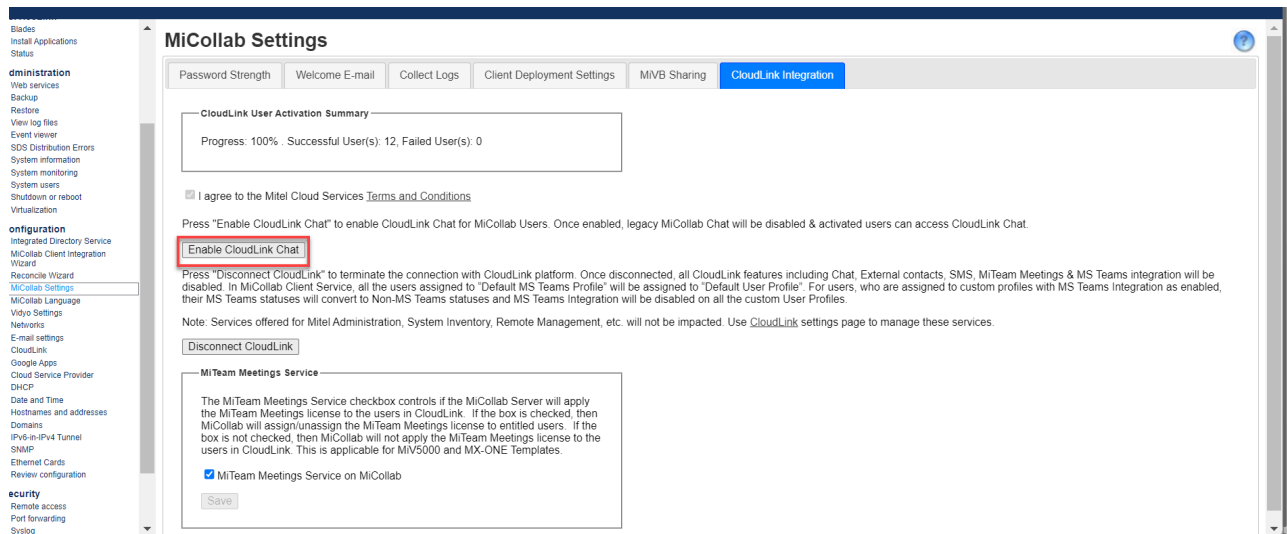 Blades
Install Applications
Status
dministration
Web services
Backup
Restore
View log files
Event viewer
SDS Distribution Errors
System information
System monitoring
System users
Shutdown or reboot
Virtualization
onfiguration
Integrated Directory Service
MiCollab Client Integration
Wizard
Reconcile Wizard
MiCollab Settings
MiCollab Language
Vidyo Settings
Networks
E-mail settings
CloudLink
Google Apps
Cloud Service Provider
DHCP
Date and Time
Hostnames and addresses
Domains
IPv6-in-IPv4 Tunnel
SNMP
Ethernet Cards
Review configuration
ecurity
Remote access
Port forwarding
Syslog
MiCollab Settings
?
Password Strength Welcome E-mail Collect Logs Client Deployment Settings MiVB Sharing CloudLink Integration
CloudLink User Activation Summary
Progress: 100% . Successful User(s): 12, Failed User(s): 0
I agree to the Mitel Cloud Services Terms and Conditions
Press "Enable CloudLink Chat" to enable CloudLink Chat for MiCollab Users. Once enabled, legacy MiCollab Chat will be disabled & activated users can access CloudLink Chat.
Enable CloudLink Chat
Press "Disconnect CloudLink" to terminate the connection with CloudLink platform. Once disconnected, all CloudLink features including Chat, External contacts, SMS, MiTeam Meetings & MS Teams integration will be
disabled. In MiCollab Client Service, all the users assigned to "Default MS Teams Profile" will be assigned to "Default User Profile". For users, who are assigned to custom profiles with MS Teams Integration as enabled,
their MS Teams statuses will convert to Non-MS Teams statuses and MS Teams Integration will be disabled on all the custom User Profiles.
Note: Services offered for Mitel Administration, System Inventory, Remote Management, etc. will not be impacted. Use CloudLink settings page to manage these services.
Disconnect CloudLink
MiTeam Meetings Service
The MiTeam Meetings Service checkbox controls if the MiCollab Server will apply
the MiTeam Meetings license to the users in CloudLink. If the box is checked, then
MiCollab will assign/unassign the MiTeam Meetings license to entitled users. If the
box is not checked, then MiCollab will not apply the MiTeam Meetings license to the
users in CloudLink. This is applicable for MiV5000 and MX-ONE Templates.
MiTeam Meetings Service on MiCollab
Save